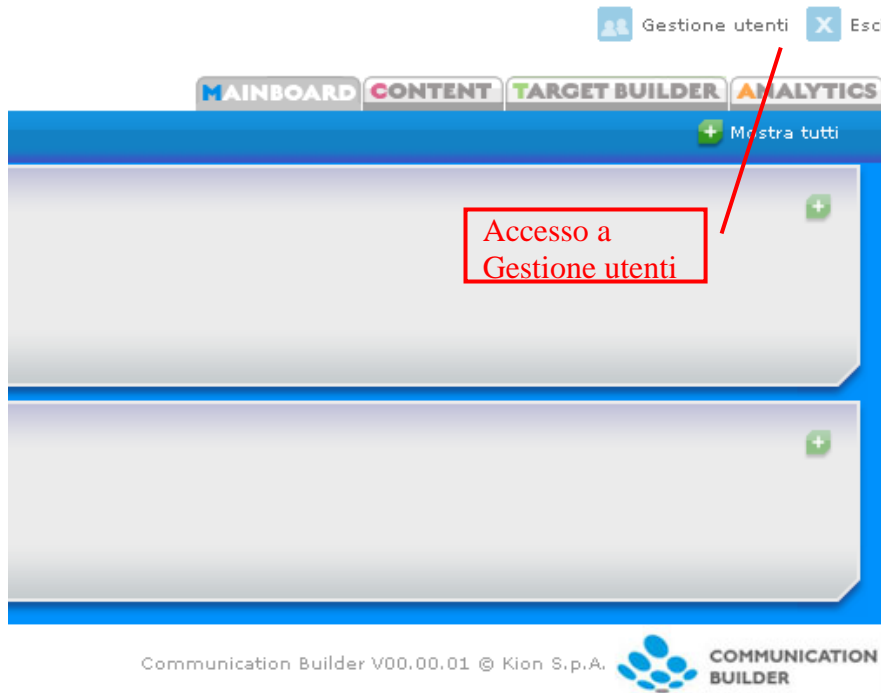 Gestione utenti
Esc
MAINBOARD CONTENT TARGET BUILDER ANALYTICS
Mostra tutti
Accesso a
Gestione utenti
Communication Builder V00.00.01 © Kion S.p.A.
COMMUNICATION
BUILDER